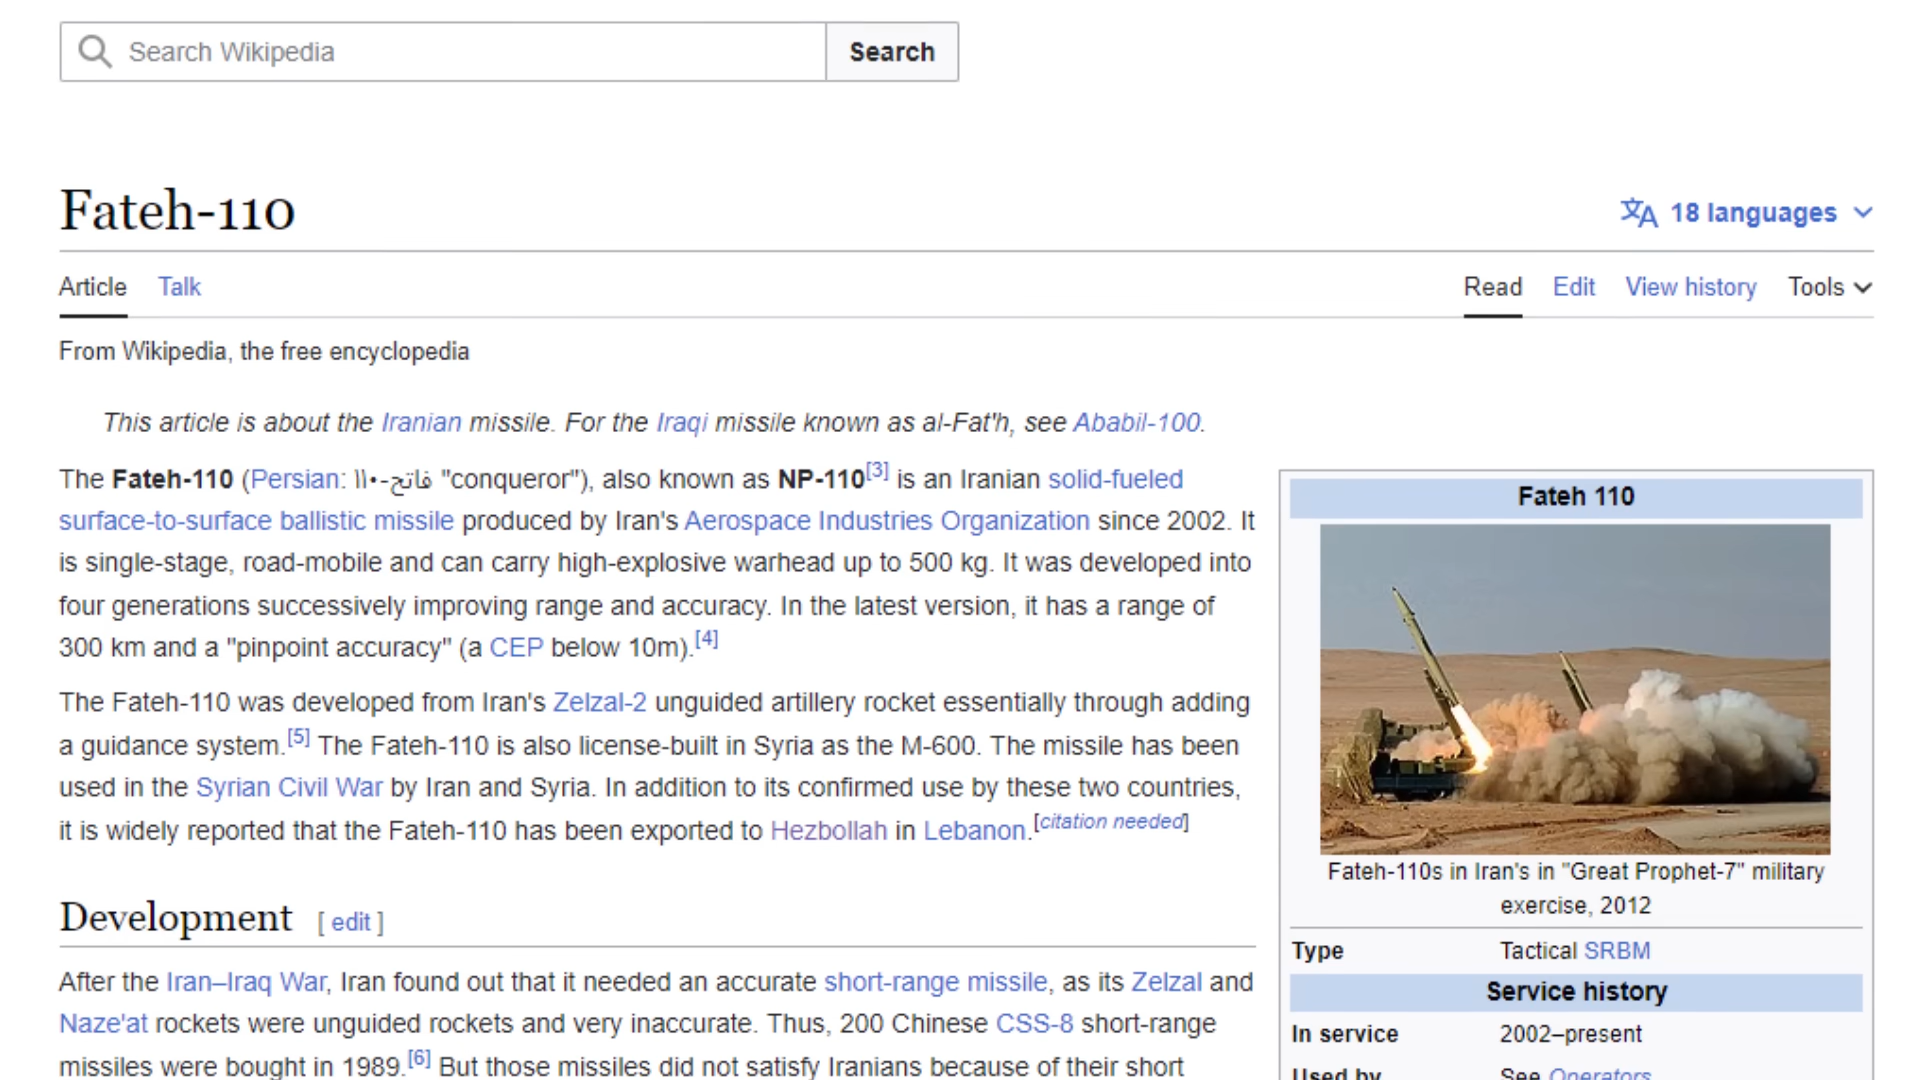 Search Wikipedia
Search
Fateh-110
18 languages
Article Talk
Read Edit View history Tools
From Wikipedia, the free encyclopedia
This article is about the Iranian missile. For the Iraqi missile known as al-Fat'h, see Ababil-100.
The Fateh-110 (Persian: فاتح-۱۱۰ "conqueror"), also known as NP-110[3] is an Iranian solid-fueled
surface-to-surface ballistic missile produced by Iran's Aerospace Industries Organization since 2002. It
is single-stage, road-mobile and can carry high-explosive warhead up to 500 kg. It was developed into
four generations successively improving range and accuracy. In the latest version, it has a range of
300 km and a "pinpoint accuracy" (a CEP below 10m).[4]
The Fateh-110 was developed from Iran's Zelzal-2 unguided artillery rocket essentially through adding
a guidance system.[5] The Fateh-110 is also license-built in Syria as the M-600. The missile has been
used in the Syrian Civil War by Iran and Syria. In addition to its confirmed use by these two countries,
it is widely reported that the Fateh-110 has been exported to Hezbollah in Lebanon.[citation needed]
Development [ edit ]
After the Iran–Iraq War, Iran found out that it needed an accurate short-range missile, as its Zelzal and
Naze'at rockets were unguided rockets and very inaccurate. Thus, 200 Chinese CSS-8 short-range
missiles were bought in 1989.[6] But those missiles did not satisfy Iranians because of their short
Fateh 110
Fateh-110s in Iran's in "Great Prophet-7" military
exercise, 2012
Type Tactical SRBM
Service history
In service 2002–present
Used by See Operators